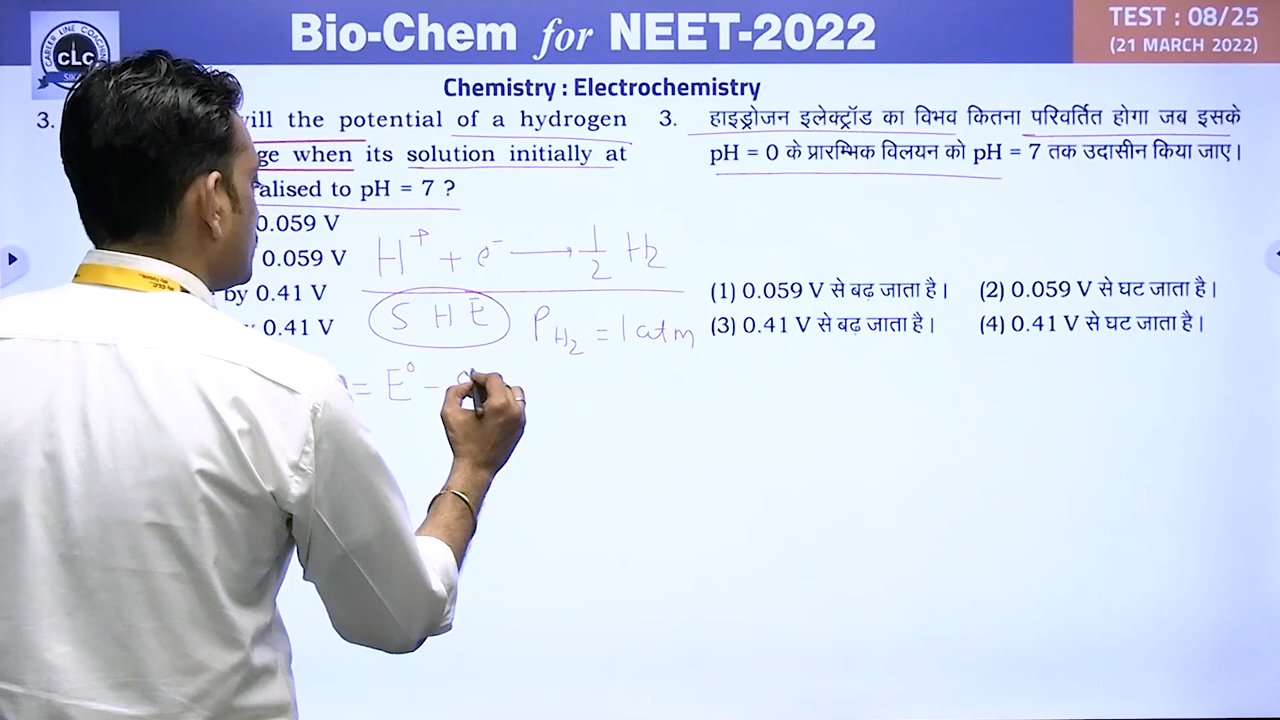 Bio-Chem for NEET-2022
TEST : 08/25
(21 MARCH 2022)
CAREER LINE COACHING
CLC
Chemistry : Electrochemistry
3. will the potential of a hydrogen
when its solution initially at
to pH = 7 ?
0.059 V
0.059 V
by 0.41 V
0.41 V
H⁺ + e⁻ → 1/2 H₂
SHE P_H₂ = 1 atm
= E° –
3. हाइड्रोजन इलेक्ट्रॉड का विभव कितना परिवर्तित होगा जब इसके
pH = 0 के प्रारम्भिक विलयन को pH = 7 तक उदासीन किया जाए।
(1) 0.059 V से बढ़ जाता है। (2) 0.059 V से घट जाता है।
(3) 0.41 V से बढ़ जाता है। (4) 0.41 V से घट जाता है।